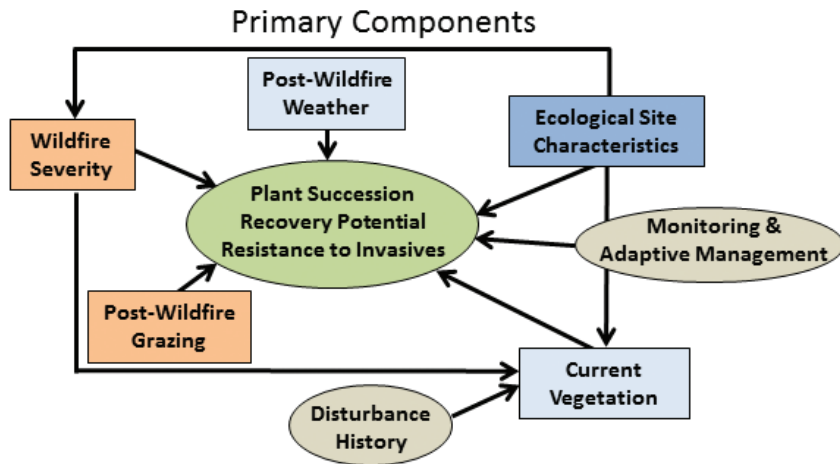 Primary Components
Post-Wildfire
Weather
Ecological Site
Characteristics
Wildfire
Severity
Plant Succession
Recovery Potential
Resistance to Invasives
Monitoring &
Adaptive Management
Post-Wildfire
Grazing
Current
Vegetation
Disturbance
History